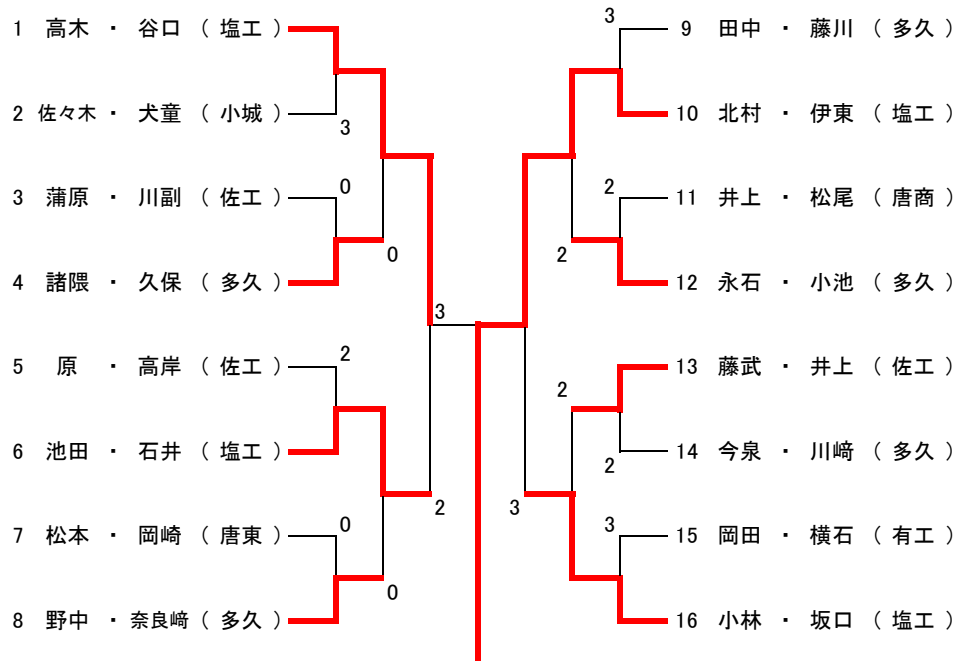 1 高木 ・ 谷口 （ 塩工 ）
2 佐々木 ・ 犬童 （ 小城 ）
3
3 蒲原 ・ 川副 （ 佐工 ）
0
4 諸隈 ・ 久保 （ 多久 ）
0
3
5 原 ・ 高岸 （ 佐工 ）
2
6 池田 ・ 石井 （ 塩工 ）
2
7 松本 ・ 岡崎 （ 唐東 ）
0
8 野中 ・ 奈良﨑 （ 多久 ）
0
3
9 田中 ・ 藤川 （ 多久 ）
10 北村 ・ 伊東 （ 塩工 ）
2
11 井上 ・ 松尾 （ 唐商 ）
2
12 永石 ・ 小池 （ 多久 ）
13 藤武 ・ 井上 （ 佐工 ）
2
14 今泉 ・ 川﨑 （ 多久 ）
2
3
3
15 岡田 ・ 横石 （ 有工 ）
16 小林 ・ 坂口 （ 塩工 ）